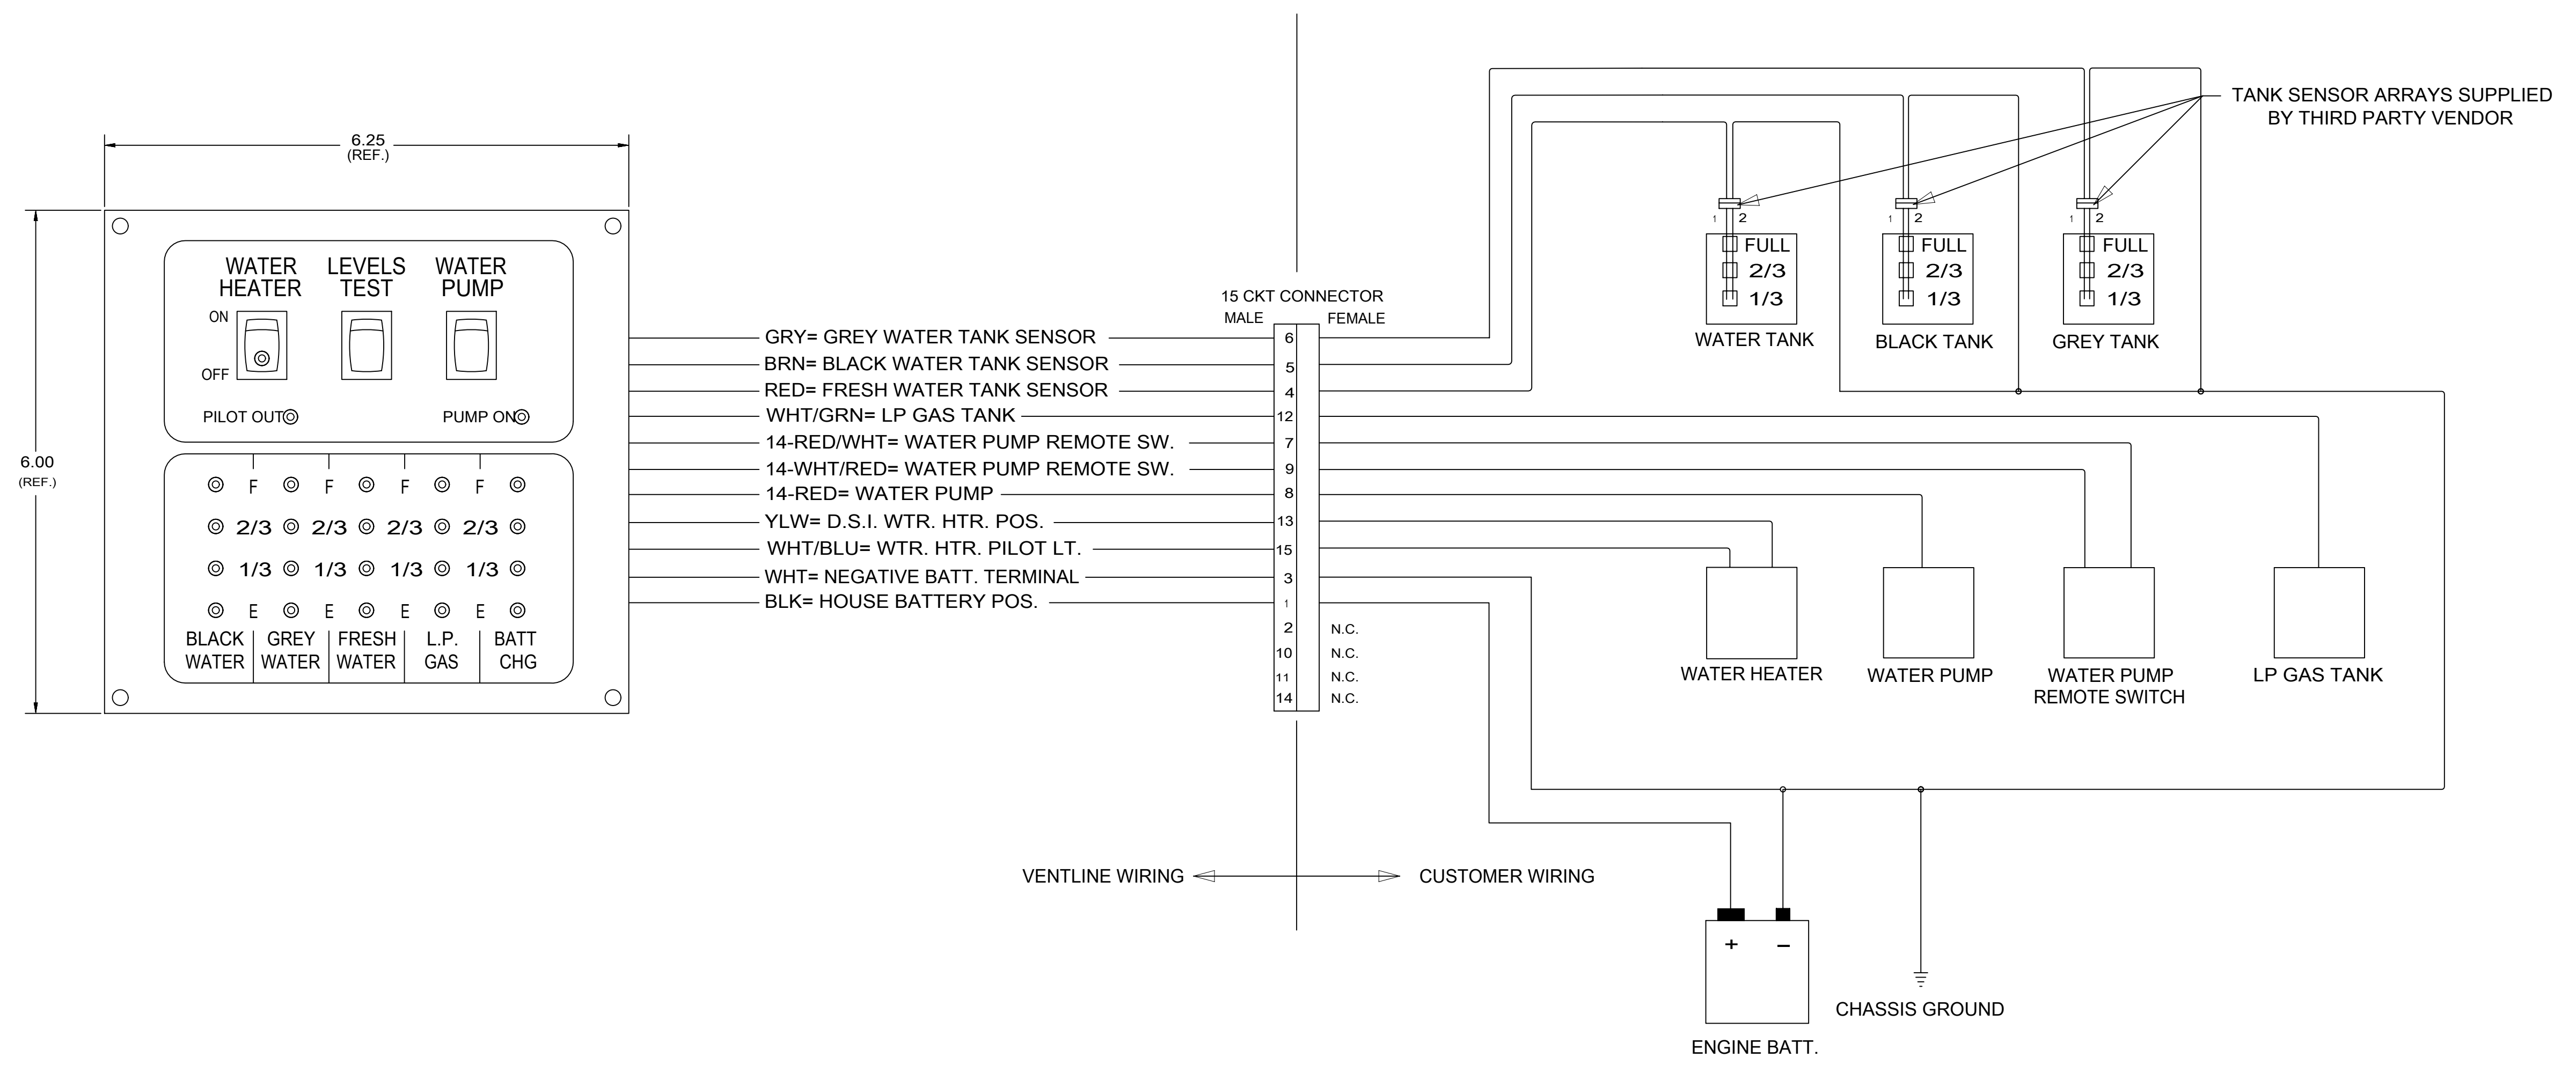 6.25
(REF.)
6.00
(REF.)
WATER HEATER
LEVELS TEST
WATER PUMP
ON
OFF
PILOT OUT
PUMP ON
F F F F
2/3 2/3 2/3 2/3
1/3 1/3 1/3 1/3
E E E E
BLACK WATER
GREY WATER
FRESH WATER
L.P. GAS
BATT CHG
GRY= GREY WATER TANK SENSOR
BRN= BLACK WATER TANK SENSOR
RED= FRESH WATER TANK SENSOR
WHT/GRN= LP GAS TANK
14-RED/WHT= WATER PUMP REMOTE SW.
14-WHT/RED= WATER PUMP REMOTE SW.
14-RED= WATER PUMP
YLW= D.S.I. WTR. HTR. POS.
WHT/BLU= WTR. HTR. PILOT LT.
WHT= NEGATIVE BATT. TERMINAL
BLK= HOUSE BATTERY POS.
15 CKT CONNECTOR
MALE FEMALE
6
5
4
12
7
9
8
13
15
3
1
2 N.C.
10 N.C.
11 N.C.
14 N.C.
VENTLINE WIRING
CUSTOMER WIRING
TANK SENSOR ARRAYS SUPPLIED
BY THIRD PARTY VENDOR
1 2
FULL
2/3
1/3
WATER TANK
1 2
FULL
2/3
1/3
BLACK TANK
1 2
FULL
2/3
1/3
GREY TANK
WATER HEATER
WATER PUMP
WATER PUMP
REMOTE SWITCH
LP GAS TANK
+ −
ENGINE BATT.
CHASSIS GROUND